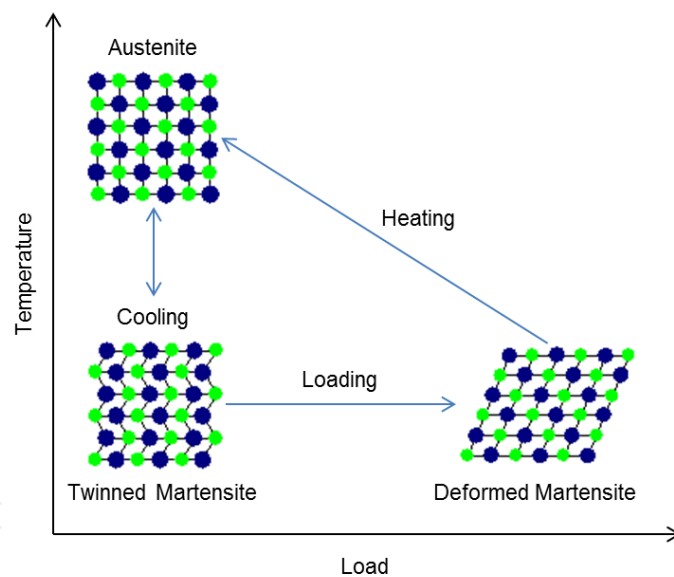 Austenite
Heating
Temperature
Cooling
Loading
Twinned Martensite
Deformed Martensite
Load